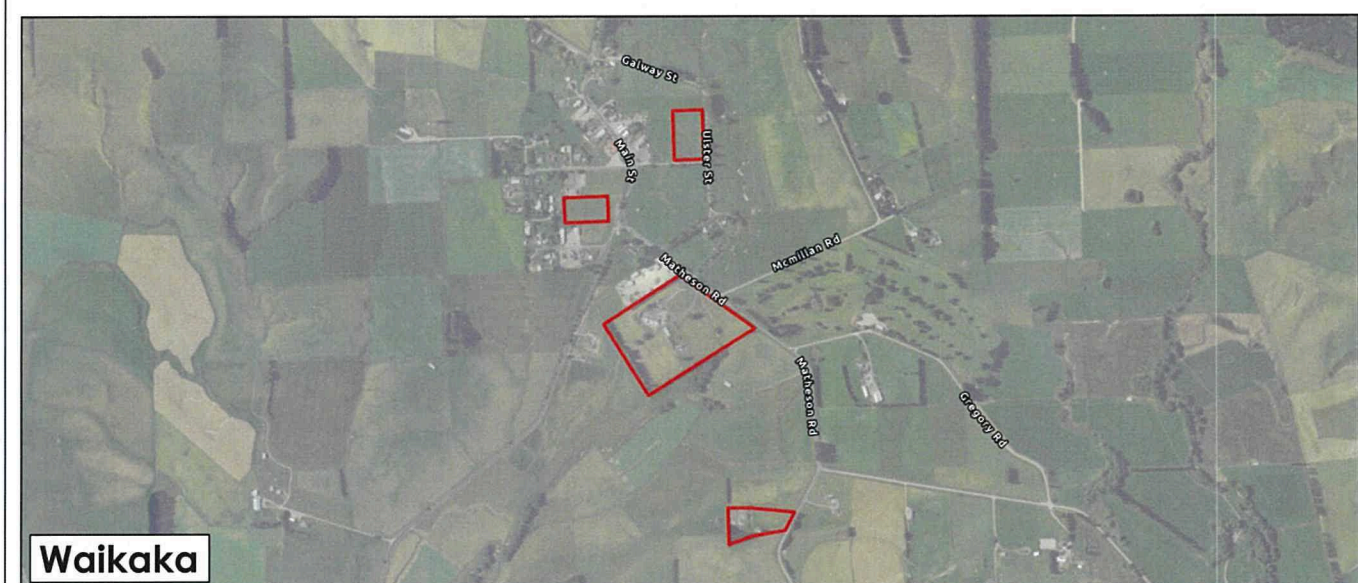 Galway St
Main St
Ulster St
Matheson Rd
Mcmillan Rd
Matheson Rd
Gregory Rd
Waikaka